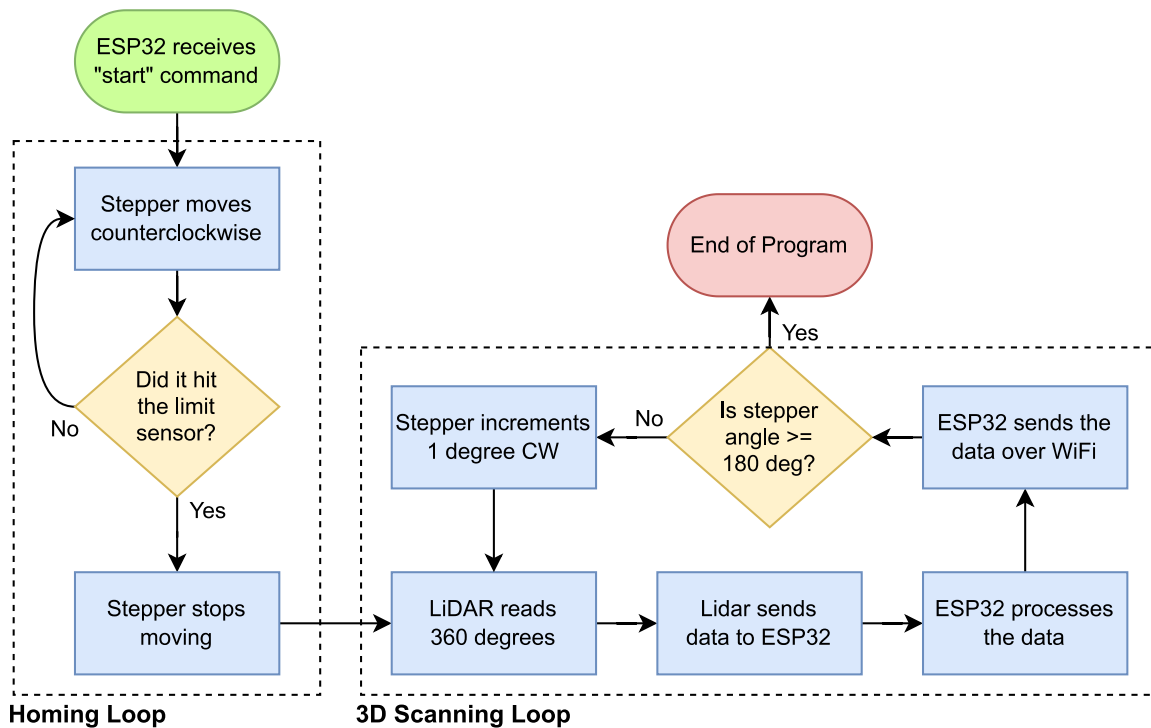 ESP32 receives
"start" command
Stepper moves
counterclockwise
Did it hit
the limit
sensor?
No
Yes
Stepper stops
moving
Homing Loop
LiDAR reads
360 degrees
Lidar sends
data to ESP32
ESP32 processes
the data
ESP32 sends the
data over WiFi
Is stepper
angle >=
180 deg?
No
Stepper increments
1 degree CW
Yes
End of Program
3D Scanning Loop